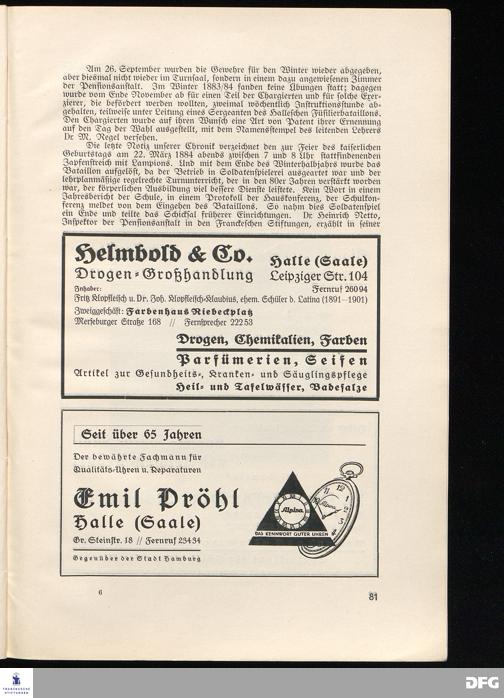 Am 26. September wurden die Gewehre für den Winter wieder abgegeben,
aber diesmal nicht wieder im Turnsaal, sondern in einem dazu angewiesenen Zimmer
der Pensionsanstalt. Im Winter 1883/84 fanden keine Übungen statt; dagegen
wurde vom Ende November ab für einen Teil der Chargierten und für solche Exer-
zierer, die befördert werden wollten, zweimal wöchentlich Instruktionsstunde ab-
gehalten, teilweise unter Leitung eines Sergeanten des Halleschen Füsilierbataillons.
Den Chargierten wurde auf ihren Wunsch eine Art von Patent ihrer Ernennung
auf den Tag der Wahl ausgestellt, mit dem Namensstempel des leitenden Lehrers
Dr. M. Regel versehen.
Die letzte Notiz unserer Chronik verzeichnet den zur Feier des kaiserlichen
Geburtstags am 22. März 1884 abends zwischen 7 und 8 Uhr stattfindenden
Zapfenstreich mit Lampions. Und mit dem Ende des Winterhalbjahrs wurde das
Bataillon aufgelöst, da der Betrieb in Soldatenspielerei ausgeartet war und der
lehrplanmäßige regelrechte Turnunterricht, der in den 80er Jahren verstärkt worden
war, der körperlichen Ausbildung viel bessere Dienste leistete. Kein Wort in einem
Jahresbericht der Schule, in einem Protokoll der Hauskonferenz, der Schulkon-
ferenz meldet von dem Eingehen des Bataillons. So nahm dies Soldatenspiel
ein Ende und teilte das Schicksal früherer Einrichtungen. Dr. Heinrich Netto,
Inspektor der Pensionsanstalt in den Franckeschen Stiftungen, erzählt in seiner
Helmbold & Co. Halle (Saale)
Drogen-Großhandlung Leipziger Str. 104
Inhaber: Fernruf 26094
Fritz Klopfleisch u. Dr. Joh. Klopfleisch-Klaudius, ehem. Schüler d. Latina (1891–1901)
Zweiggeschäft: Farbenhaus Riebeckplatz
Merseburger Straße 168 // Fernsprecher 22253
Drogen, Chemikalien, Farben
Parfümerien, Seifen
Artikel zur Gesundheits-, Kranken- und Säuglingspflege
Heil- und Tafelwässer, Badesalze
Seit über 65 Jahren
Der bewährte Fachmann für
Qualitäts-Uhren u. Reparaturen
Emil Pröhl
Halle (Saale)
Gr. Steinstr. 18 // Fernruf 23434
Gegenüber der Stadt Hamburg
Alpina
DAS KENNWORT GUTER UHREN
6
81
FRANCKESCHE
STIFTUNGEN
DFG